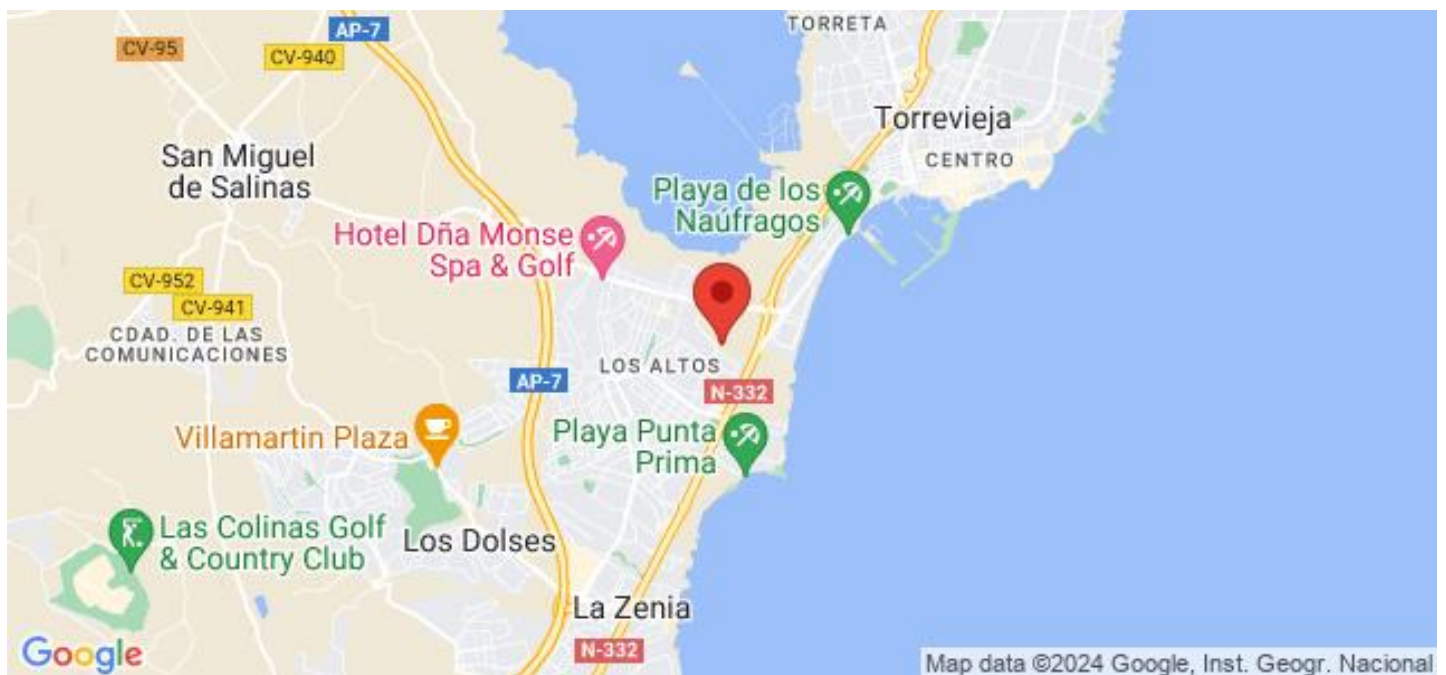 TORRETA
AP-7
CV-95
CV-940
Torrevieja
San Miguel
de Salinas
CENTRO
Playa de los
Naúfragos
Hotel Dña Monse
Spa & Golf
CV-952
CV-941
CDAD. DE LAS
COMUNICACIONES
LOS ALTOS
AP-7
N-332
Villamartin Plaza
Playa Punta
Prima
Las Colinas Golf
& Country Club
Los Dolses
La Zenia
N-332
Google
Map data ©2024 Google, Inst. Geogr. Nacional